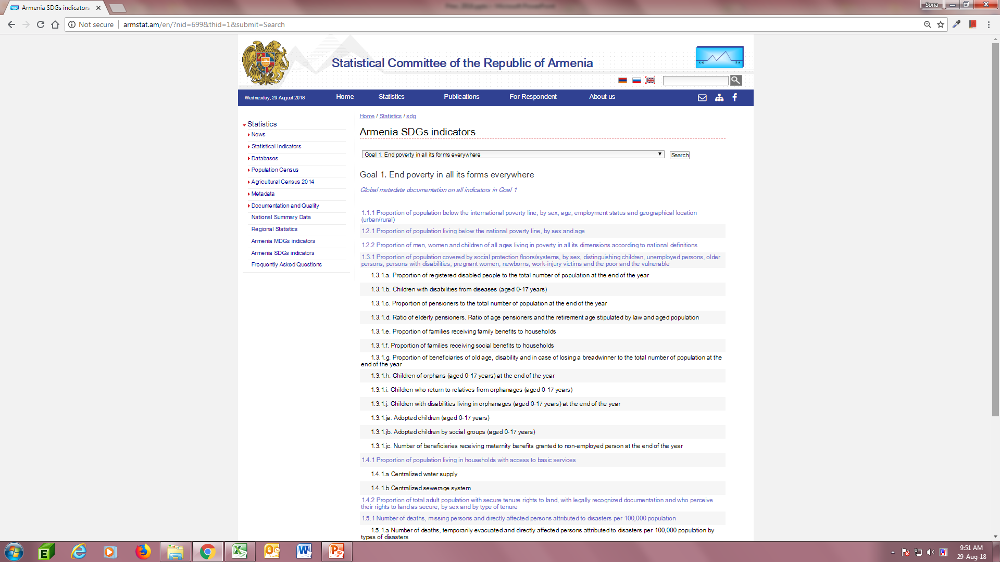 Armenia SDGs indicators
Sona
Not secure
armstat.am/en/?nid=699&thid=1&submit=Search
Statistical Committee of the Republic of Armenia
Wednesday, 29 August 2018
Home
Statistics
Publications
For Respondent
About us
Statistics
News
Statistical Indicators
Databases
Population Census
Agricultural Census 2014
Metadata
Documentation and Quality
National Summary Data
Regional Statistics
Armenia MDGs indicators
Armenia SDGs indicators
Frequently Asked Questions
Home / Statistics / sdg
Armenia SDGs indicators
Goal 1. End poverty in all its forms everywhere
Search
Goal 1. End poverty in all its forms everywhere
Global metadata documentation on all indicators in Goal 1
1.1.1 Proportion of population below the international poverty line, by sex, age, employment status and geographical location
(urban/rural)
1.2.1 Proportion of population living below the national poverty line, by sex and age
1.2.2 Proportion of men, women and children of all ages living in poverty in all its dimensions according to national definitions
1.3.1 Proportion of population covered by social protection floors/systems, by sex, distinguishing children, unemployed persons, older
persons, persons with disabilities, pregnant women, newborns, work-injury victims and the poor and the vulnerable
1.3.1.a. Proportion of registered disabled people to the total number of population at the end of the year
1.3.1.b. Children with disabilities from diseases (aged 0-17 years)
1.3.1.c. Proportion of pensioners to the total number of population at the end of the year
1.3.1.d. Ratio of elderly pensioners. Ratio of age pensioners and the retirement age stipulated by law and aged population
1.3.1.e. Proportion of families receiving family benefits to households
1.3.1.f. Proportion of families receiving social benefits to households
1.3.1.g. Proportion of beneficiaries of old age, disability and in case of losing a breadwinner to the total number of population at the
end of the year
1.3.1.h. Children of orphans (aged 0-17 years) at the end of the year
1.3.1.i. Children who return to relatives from orphanages (aged 0-17 years)
1.3.1.j. Children with disabilities living in orphanages (aged 0-17 years) at the end of the year
1.3.1.ja. Adopted children (aged 0-17 years)
1.3.1.jb. Adopted children by social groups (aged 0-17 years)
1.3.1.jc. Number of beneficiaries receiving maternity benefits granted to non-employed person at the end of the year
1.4.1 Proportion of population living in households with access to basic services
1.4.1.a Centralized water supply
1.4.1.b Centralized sewerage system
1.4.2 Proportion of total adult population with secure tenure rights to land, with legally recognized documentation and who perceive
their rights to land as secure, by sex and by type of tenure
1.5.1 Number of deaths, missing persons and directly affected persons attributed to disasters per 100,000 population
1.5.1.a Number of deaths, temporarily evacuated and directly affected persons attributed to disasters per 100,000 population by
types of disasters
9:51 AM
29-Aug-18